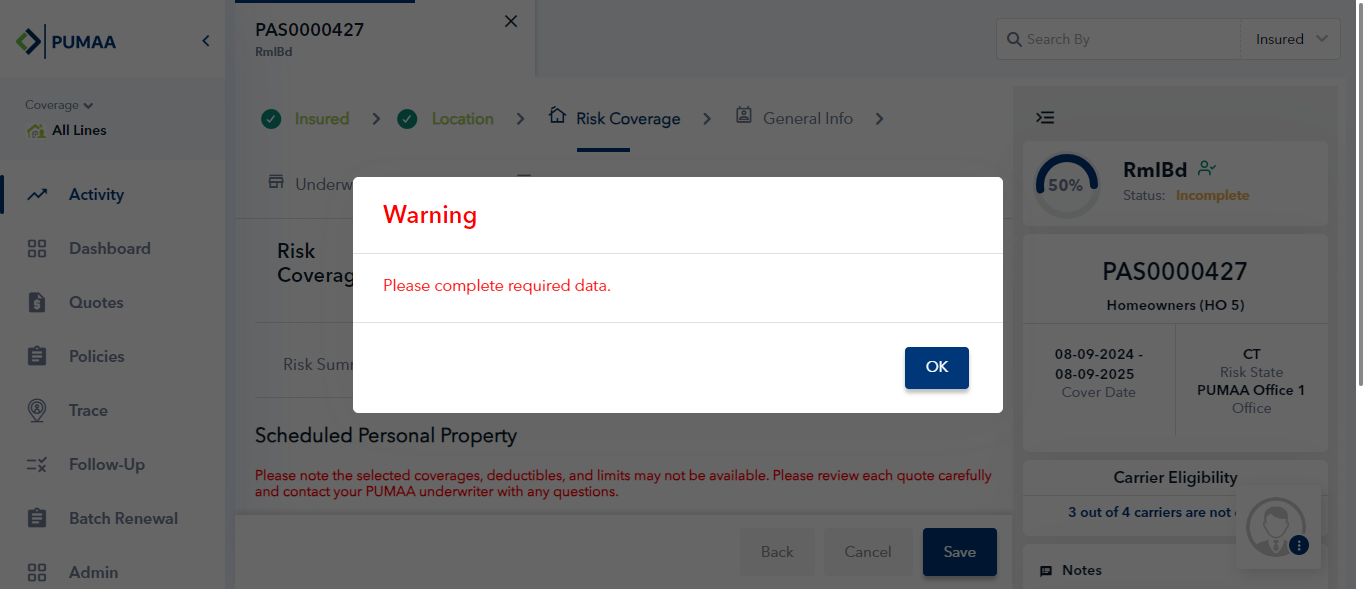 PUMAA
Coverage
All Lines
Activity
Dashboard
Quotes
Policies
Trace
Follow-Up
Batch Renewal
Admin
PAS0000427
RmlBd
Search By
Insured
Insured
Location
Risk Coverage
General Info
Risk
Scheduled Personal Property
Please note the selected coverages, deductibles, and limits may not be available. Please review each quote carefully
and contact your PUMAA underwriter with any questions.
Back
Cancel
Save
Warning
Please complete required data.
OK
50%
RmlBd
Status: Incomplete
PAS0000427
Homeowners (HO 5)
08-09-2024 -
08-09-2025
Cover Date
CT
Risk State
PUMAA Office 1
Office
Carrier Eligibility
3 out of 4 carriers are not
Notes